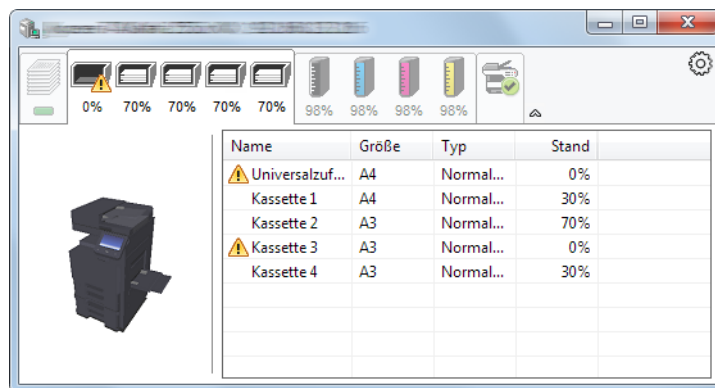 0% 70% 70% 70% 70% 98% 98% 98% 98%
Name Größe Typ Stand
Universalzuf... A4 Normal... 0%
Kassette 1 A4 Normal... 30%
Kassette 2 A3 Normal... 70%
Kassette 3 A3 Normal... 0%
Kassette 4 A3 Normal... 30%